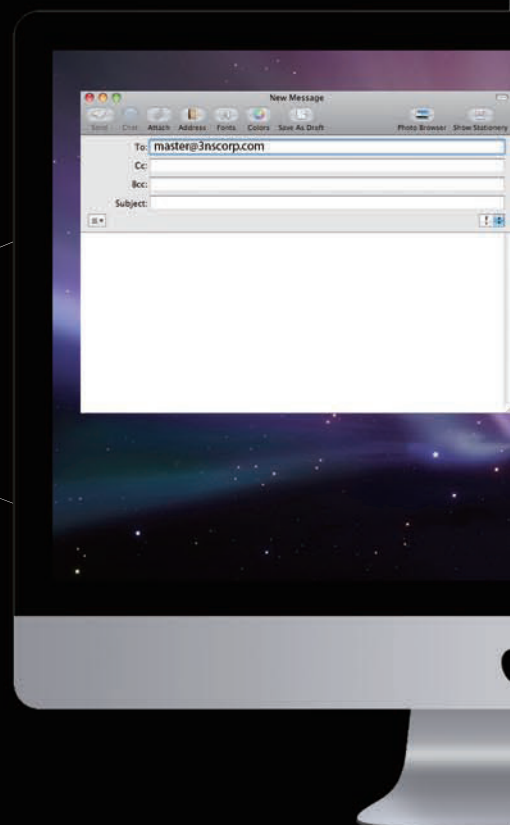 New Message
Send Chat Attach Address Fonts Colors Save As Draft Photo Browser Show Stationery
To: master@3nscorp.com
Cc:
Bcc:
Subject: